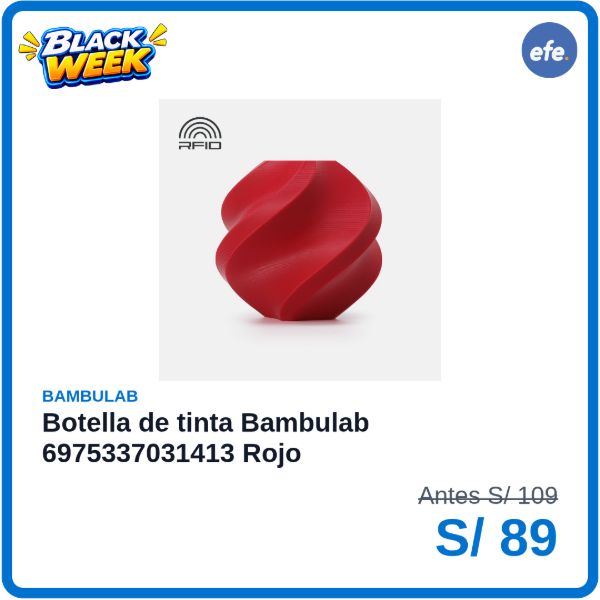 BLACK
WEEK
efe.
RFID
BAMBULAB
Botella de tinta Bambulab
6975337031413 Rojo
Antes S/ 109
S/ 89